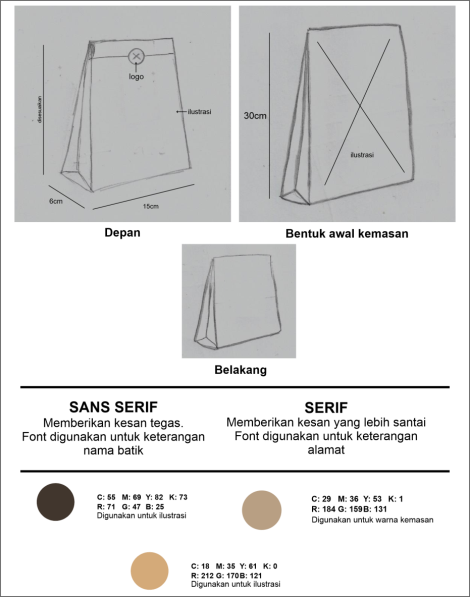 disesuaikan
logo
ilustrasi
6cm
15cm
Depan
30cm
ilustrasi
Bentuk awal kemasan
Belakang
SANS SERIF
Memberikan kesan tegas.
Font digunakan untuk keterangan
nama batik
SERIF
Memberikan kesan yang lebih santai
Font digunakan untuk keterangan
alamat
C: 55 M: 69 Y: 82 K: 73
R: 71 G: 47 B: 25
Digunakan untuk ilustrasi
C: 29 M: 36 Y: 53 K: 1
R: 184 G: 159B: 131
Digunakan untuk warna kemasan
C: 18 M: 35 Y: 61 K: 0
R: 212 G: 170B: 121
Digunakan untuk ilustrasi